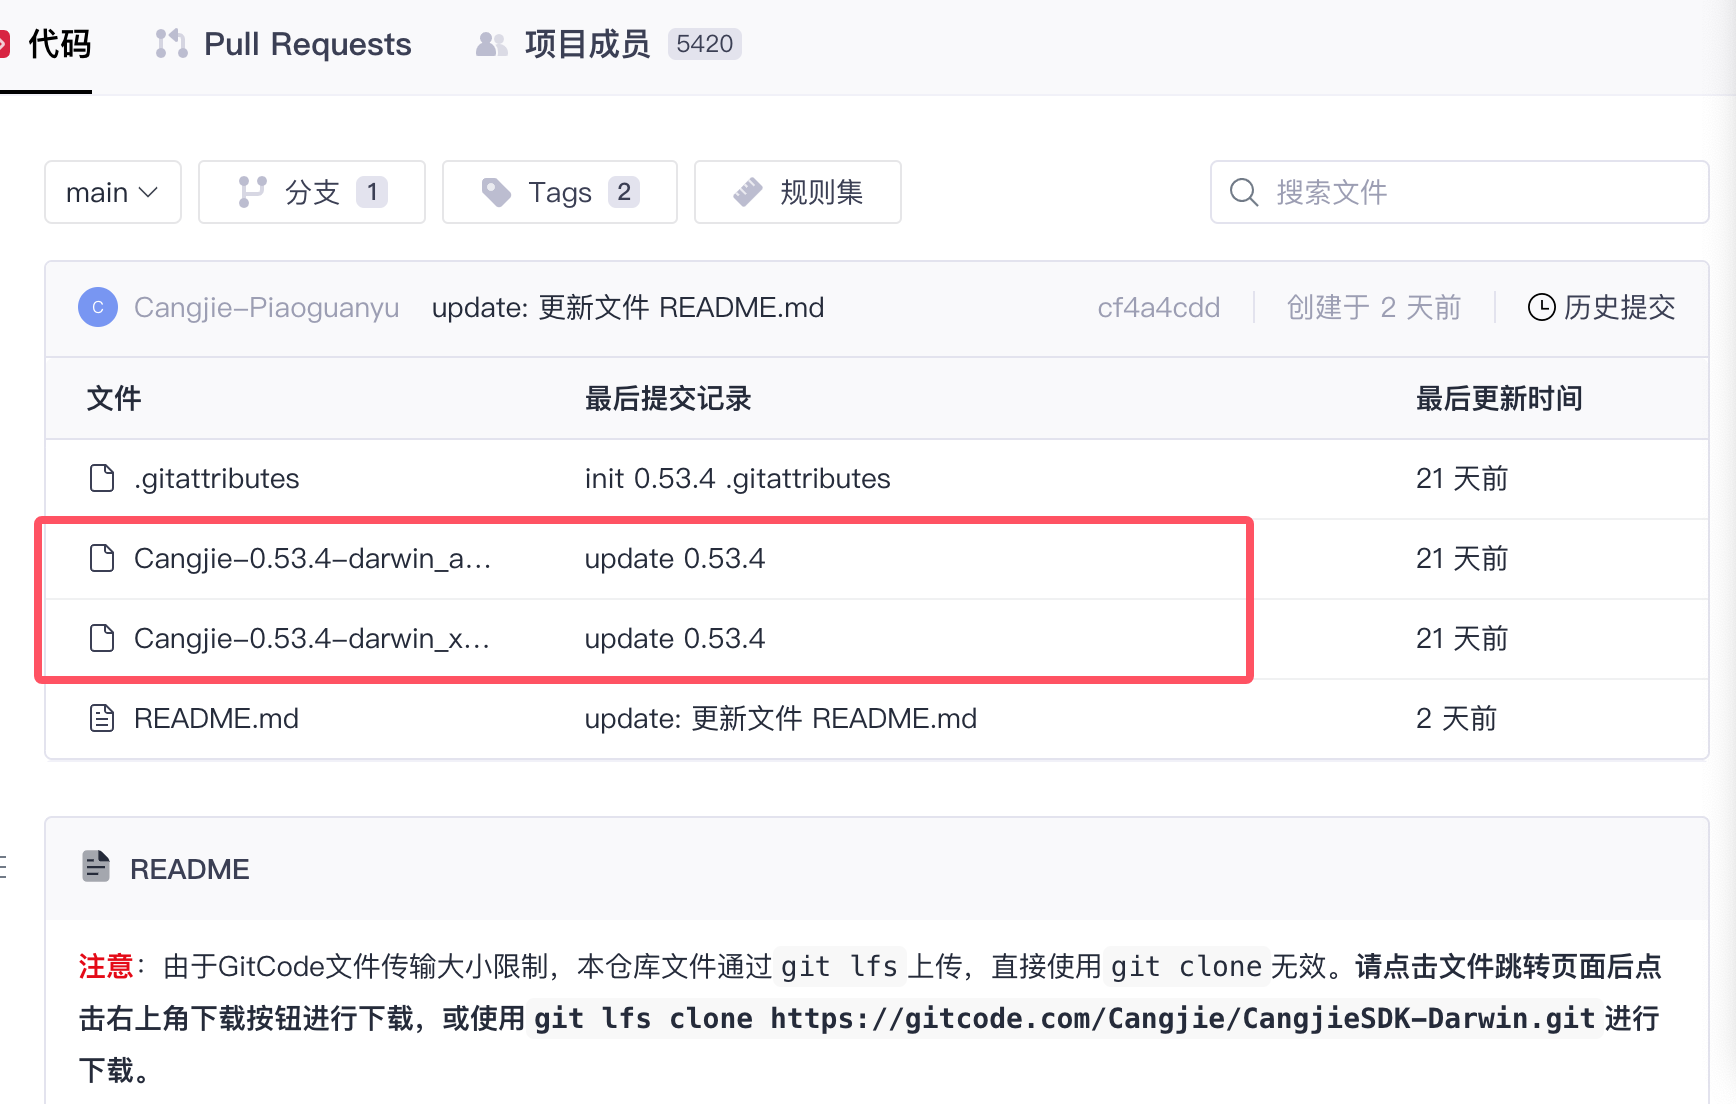 代码 Pull Requests 项目成员 5420
main 分支 1 Tags 2 规则集 搜索文件
C Cangjie-Piaoguanyu update: 更新文件 README.md cf4a4cdd 创建于 2 天前 历史提交
文件 最后提交记录 最后更新时间
.gitattributes init 0.53.4 .gitattributes 21 天前
Cangjie-0.53.4-darwin_a... update 0.53.4 21 天前
Cangjie-0.53.4-darwin_x... update 0.53.4 21 天前
README.md update: 更新文件 README.md 2 天前
README
注意：由于GitCode文件传输大小限制，本仓库文件通过 git lfs 上传，直接使用 git clone 无效。请点击文件跳转页面后点
击右上角下载按钮进行下载，或使用 git lfs clone https://gitcode.com/Cangjie/CangjieSDK-Darwin.git 进行
下载。